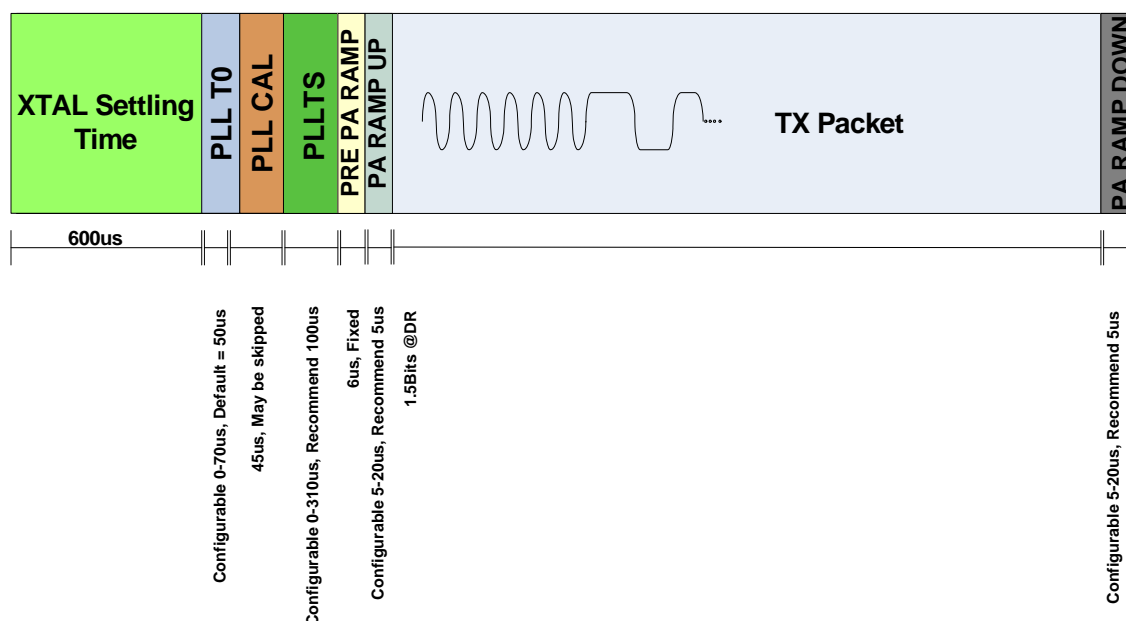 XTAL Settling
Time
PLL T0
PLL CAL
PLLTS
PRE PA RAMP
PA RAMP UP
TX Packet
PA RAMP DOWN
600us
Configurable 0-70us, Default = 50us
45us, May be skipped
Configurable 0-310us, Recommend 100us
6us, Fixed
Configurable 5-20us, Recommend 5us
1.5Bits @DR
Configurable 5-20us, Recommend 5us